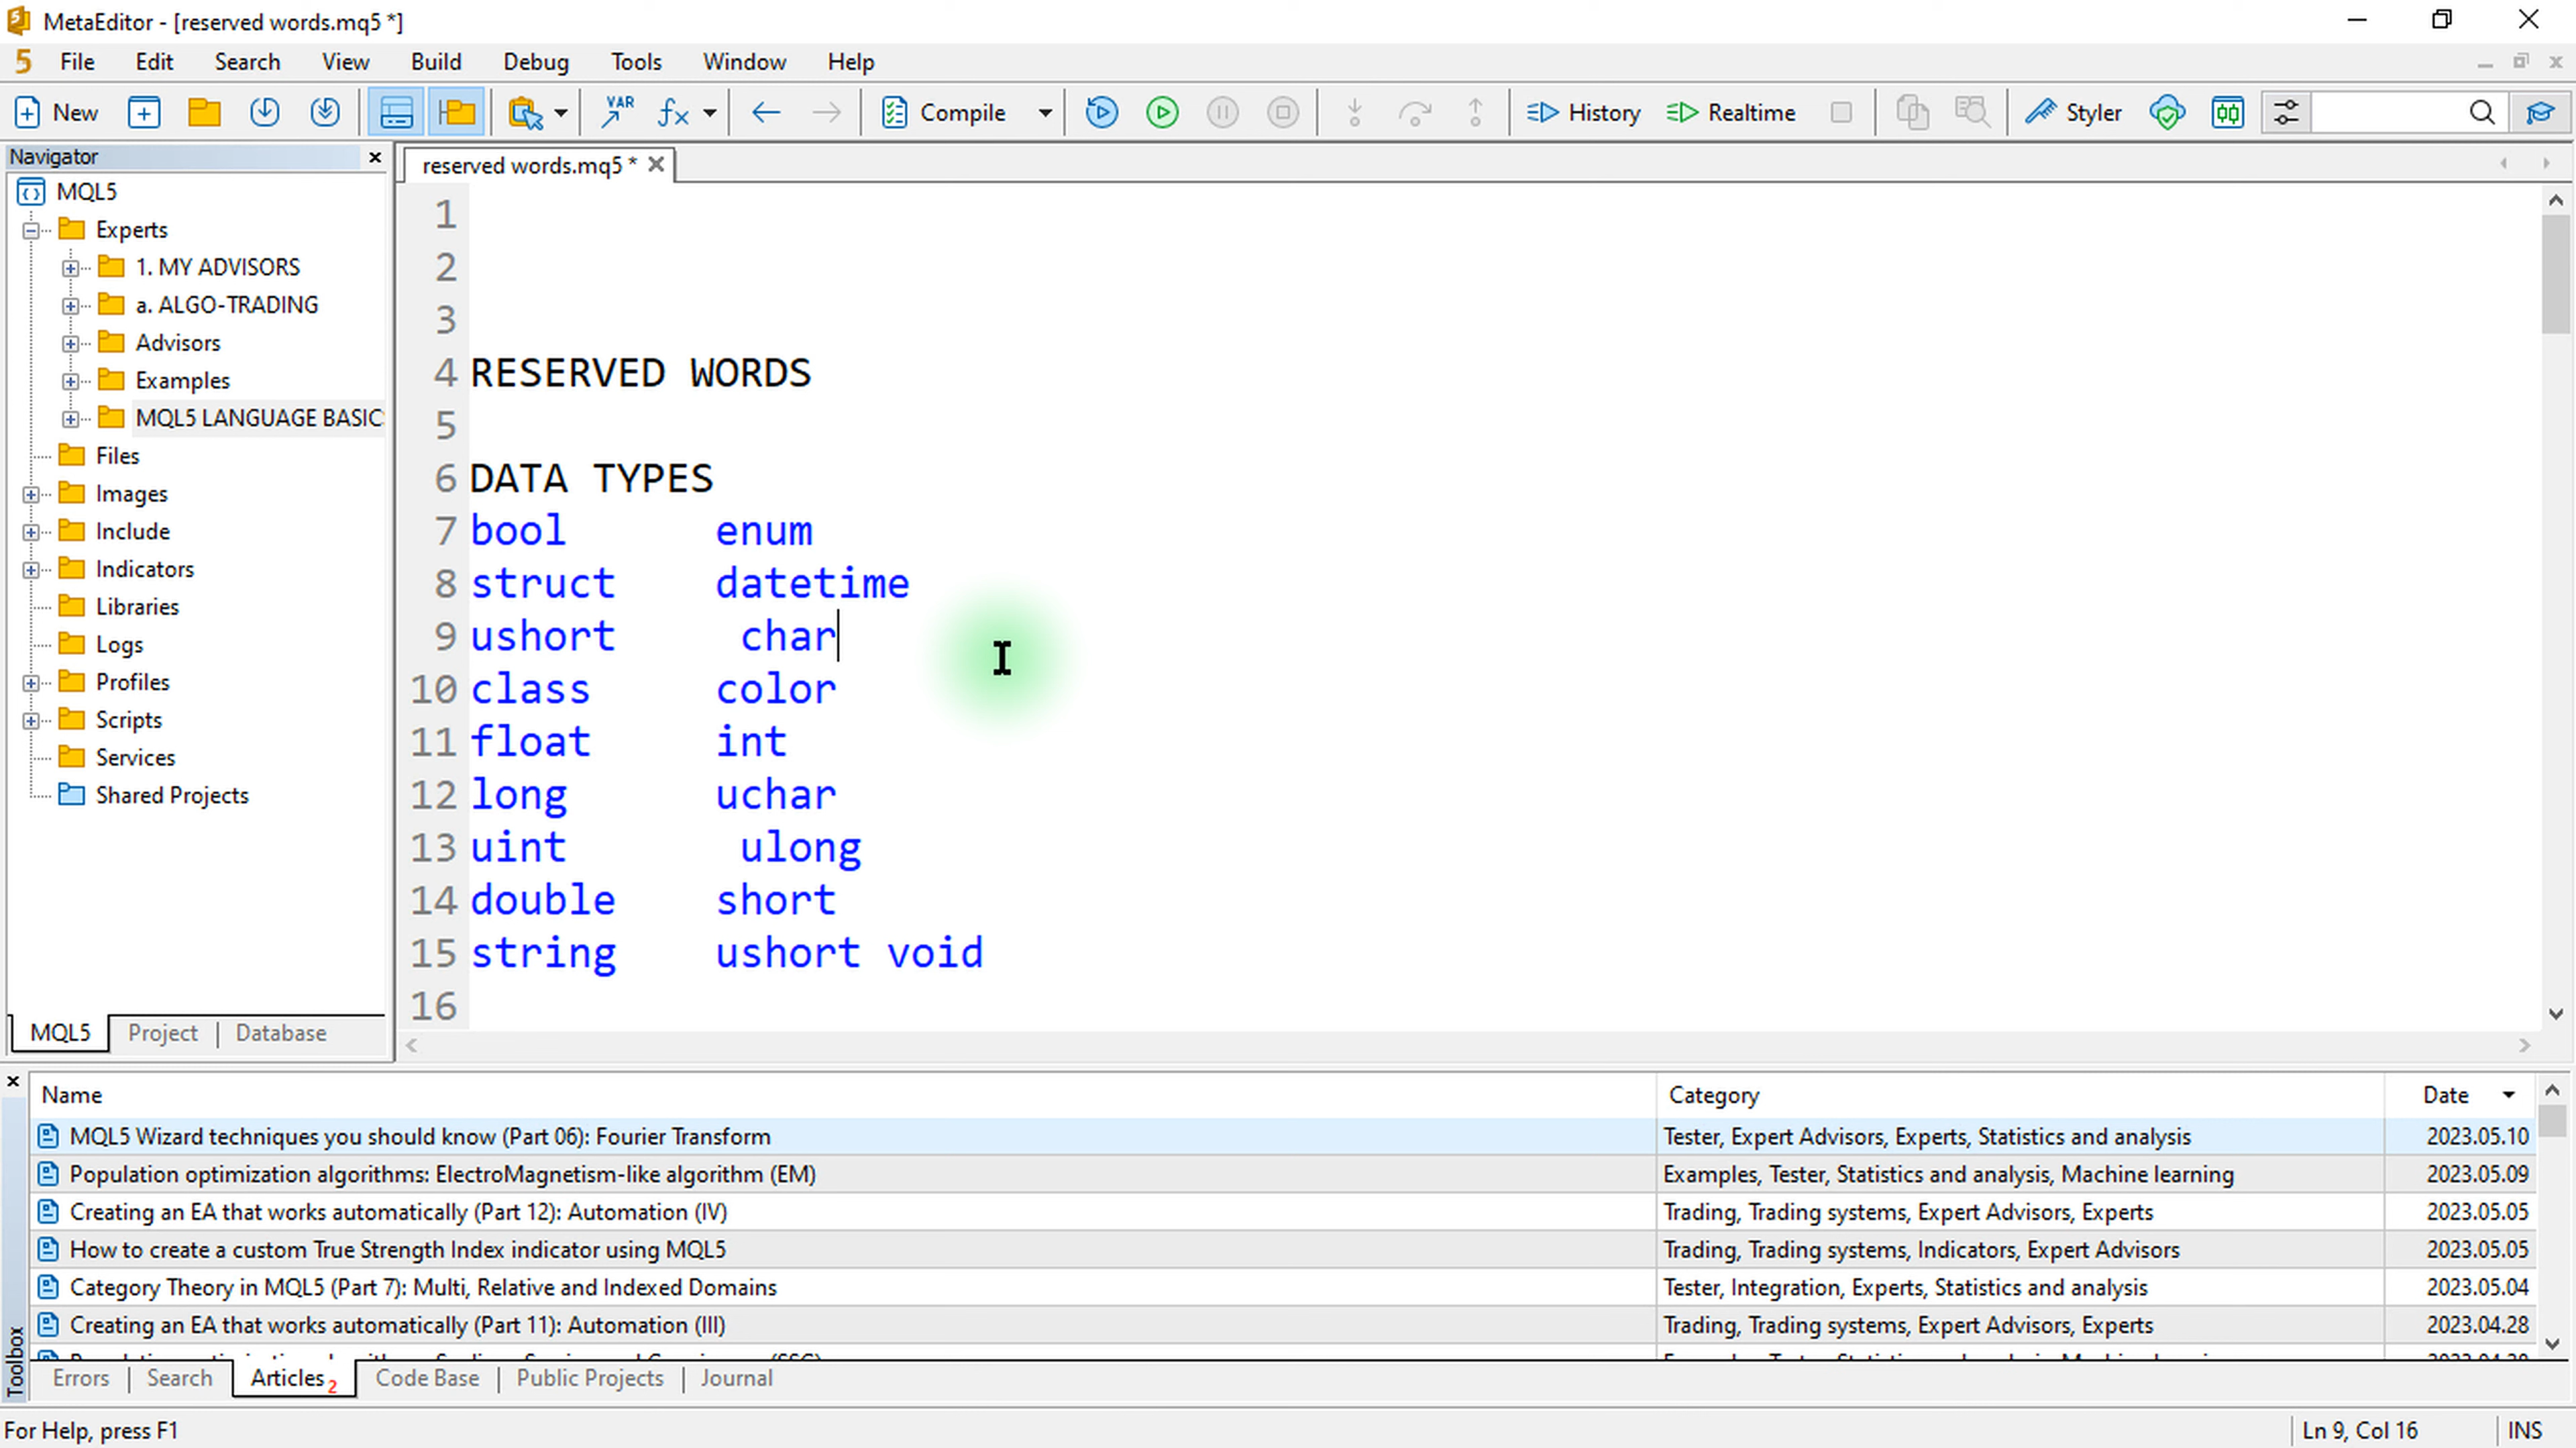 MetaEditor - [reserved words.mq5 *]
5 File Edit Search View Build Debug Tools Window Help
New VAR fx Compile History Realtime Styler
Navigator
reserved words.mq5 *
MQL5
Experts
1. MY ADVISORS
a. ALGO-TRADING
Advisors
Examples
MQL5 LANGUAGE BASIC
Files
Images
Include
Indicators
Libraries
Logs
Profiles
Scripts
Services
Shared Projects
MQL5 Project Database
1
2
3
4 RESERVED WORDS
5
6 DATA TYPES
7 bool enum
8 struct datetime
9 ushort char
10 class color
11 float int
12 long uchar
13 uint ulong
14 double short
15 string ushort void
16
Name Category Date
MQL5 Wizard techniques you should know (Part 06): Fourier Transform Tester, Expert Advisors, Experts, Statistics and analysis 2023.05.10
Population optimization algorithms: ElectroMagnetism-like algorithm (EM) Examples, Tester, Statistics and analysis, Machine learning 2023.05.09
Creating an EA that works automatically (Part 12): Automation (IV) Trading, Trading systems, Expert Advisors, Experts 2023.05.05
How to create a custom True Strength Index indicator using MQL5 Trading, Trading systems, Indicators, Expert Advisors 2023.05.05
Category Theory in MQL5 (Part 7): Multi, Relative and Indexed Domains Tester, Integration, Experts, Statistics and analysis 2023.05.04
Creating an EA that works automatically (Part 11): Automation (III) Trading, Trading systems, Expert Advisors, Experts 2023.04.28
Toolbox
Errors Search Articles 2 Code Base Public Projects Journal
For Help, press F1 Ln 9, Col 16 INS